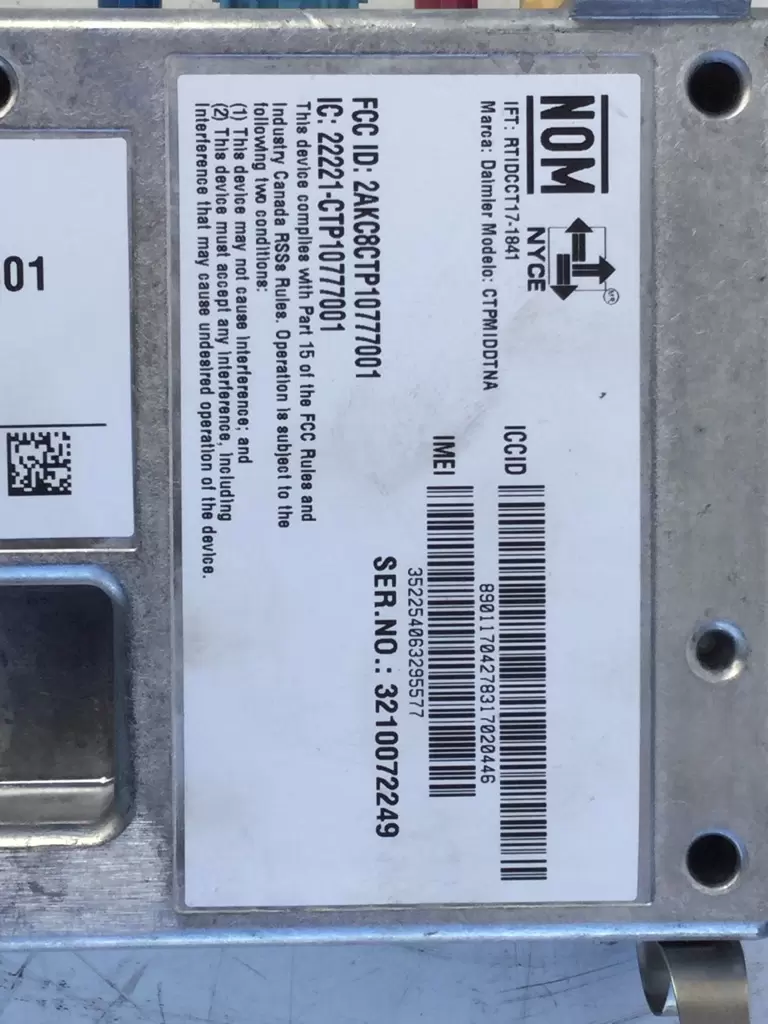 NOM
NYCE
IFT: RTIDCCT17-1841
Marca: Daimler Modelo: CTPM1DDTNA
ICCID
89011704278317020446
IMEI
352254063295577
FCC ID: 2AKC8CTP10777001
IC: 22221-CTP10777001
SER.NO.: 3210072249
This device complies with Part 15 of the FCC Rules and
Industry Canada RSSs Rules. Operation is subject to the
following two conditions:
(1) This device may not cause interference; and
(2) This device must accept any interference, including
interference that may cause undesired operation of the device.
01